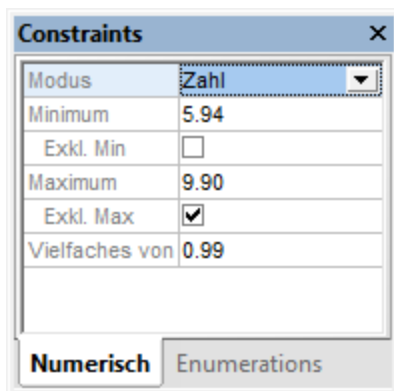 Constraints
Modus Zahl
Minimum 5.94
Exkl. Min
Maximum 9.90
Exkl. Max
Vielfaches von 0.99
Numerisch Enumerations